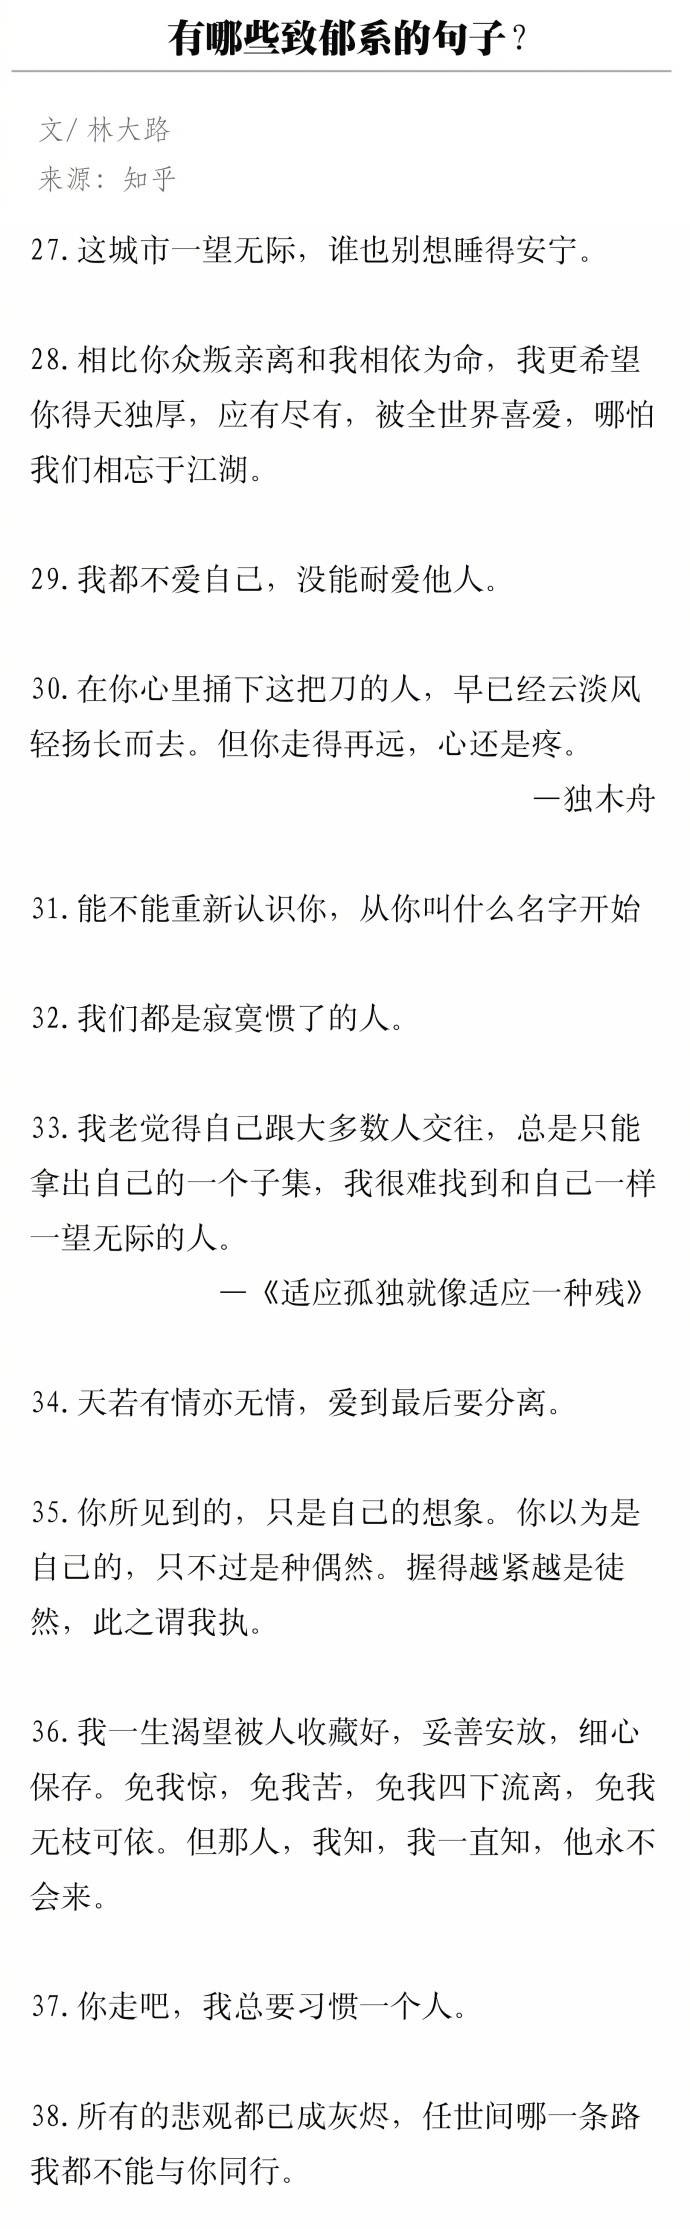 有哪些致郁系的句子?
文/ 林大路
来源：知乎
27.这城市一望无际，谁也别想睡得安宁。
28.相比你众叛亲离和我相依为命，我更希望
你得天独厚，应有尽有，被全世界喜爱，哪怕
我们相忘于江湖。
29.我都不爱自己，没能耐爱他人。
30.在你心里捅下这把刀的人，早已经云淡风
轻扬长而去。但你走得再远，心还是疼。
—独木舟
31.能不能重新认识你，从你叫什么名字开始
32.我们都是寂寞惯了的人。
33.我老觉得自己跟大多数人交往，总是只能
拿出自己的一个子集，我很难找到和自己一样
一望无际的人。
—《适应孤独就像适应一种残》
34.天若有情亦无情，爱到最后要分离。
35.你所见到的，只是自己的想象。你以为是
自己的，只不过是种偶然。握得越紧越是徒
然，此之谓我执。
36.我一生渴望被人收藏好，妥善安放，细心
保存。免我惊，免我苦，免我四下流离，免我
无枝可依。但那人，我知，我一直知，他永不
会来。
37.你走吧，我总要习惯一个人。
38.所有的悲观都已成灰烬，任世间哪一条路
我都不能与你同行。